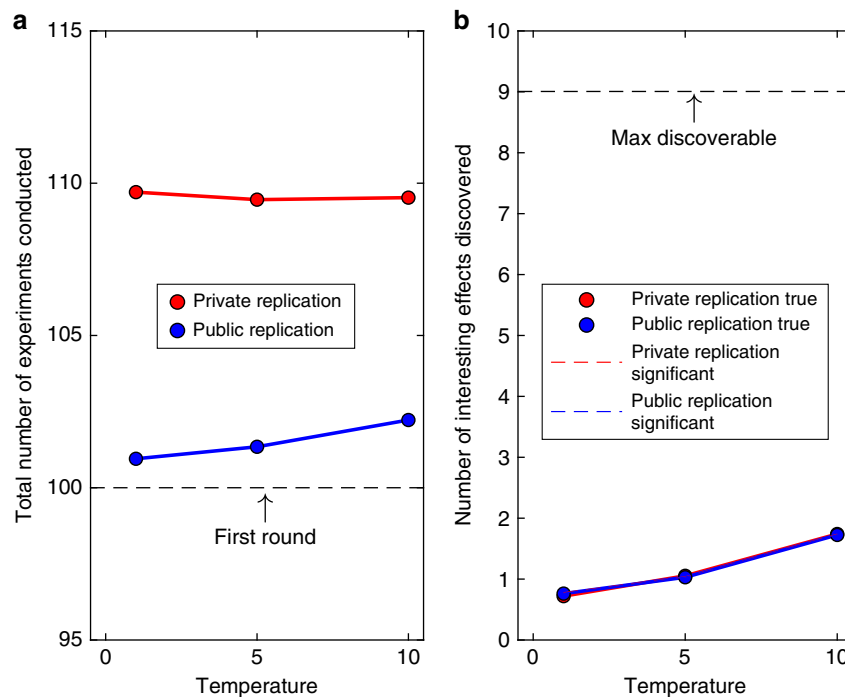 a
Total number of experiments conducted
115
110
105
100
95
Private replication
Public replication
First round
0
5
10
Temperature
b
Number of interesting effects discovered
10
9
8
7
6
5
4
3
2
1
0
Max discoverable
Private replication true
Public replication true
Private replication
significant
Public replication
significant
0
5
10
Temperature